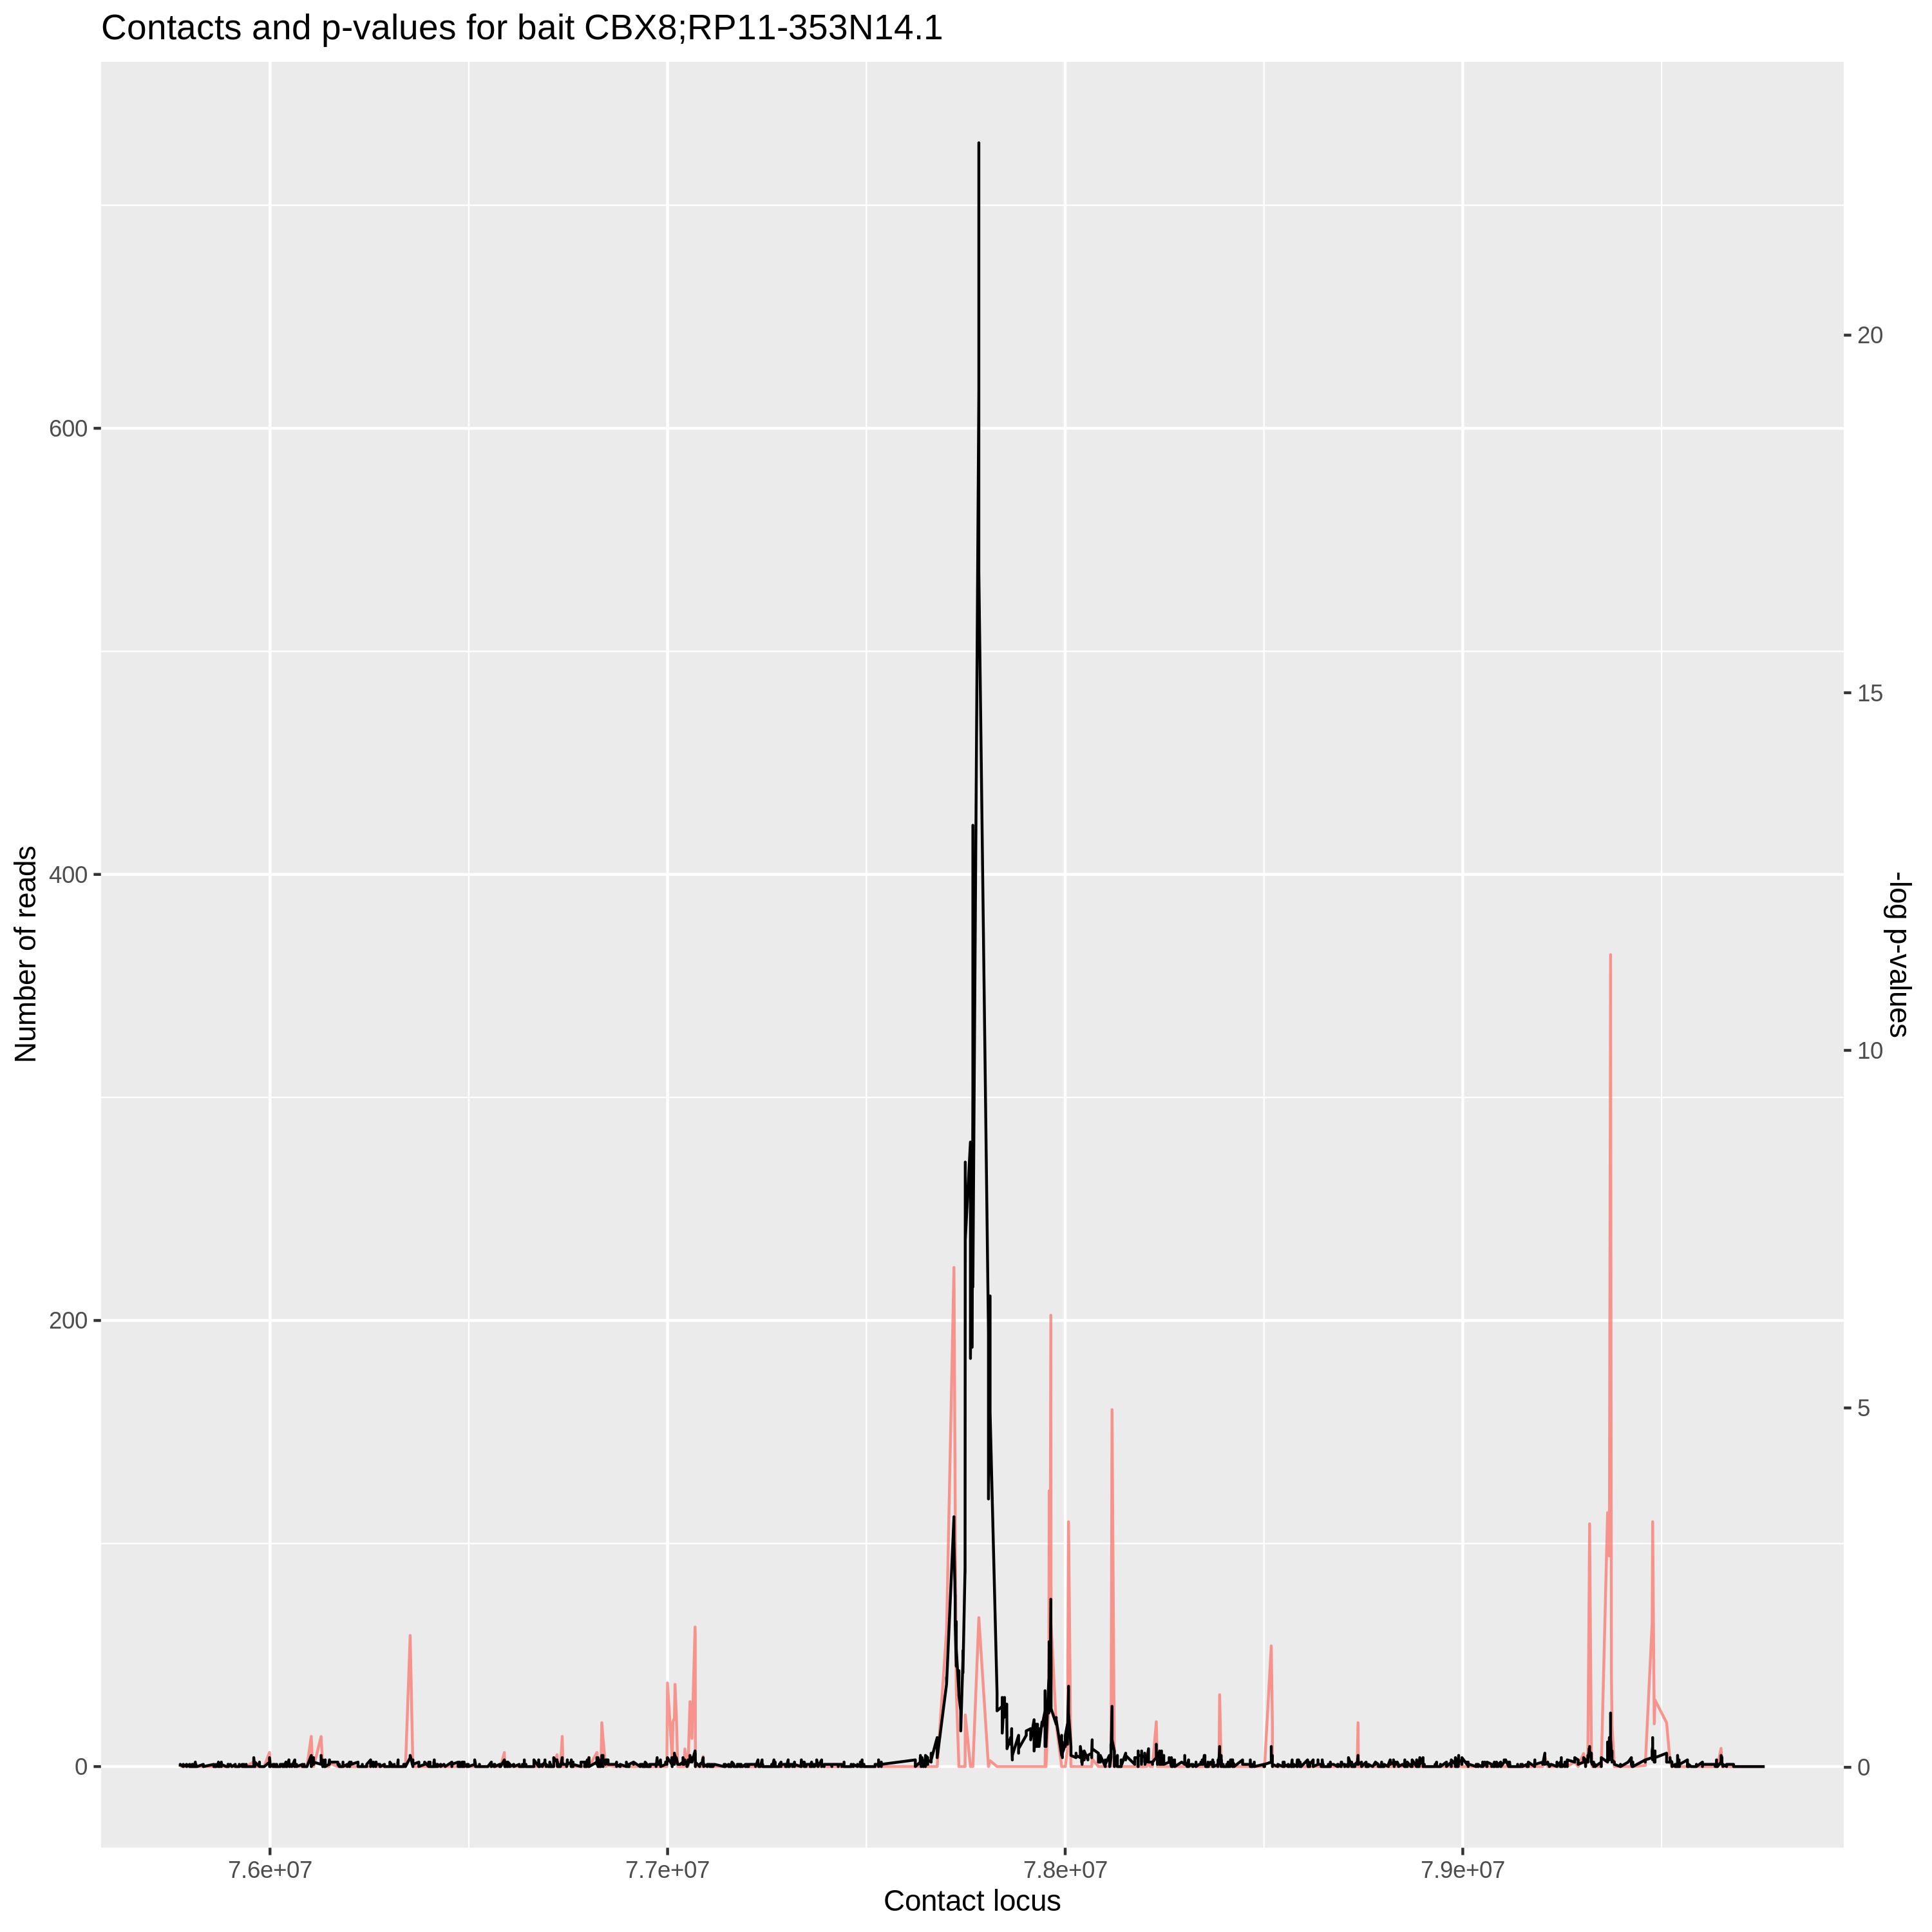 Contacts and p-values for bait CBX8;RP11-353N14.1
Number of reads
600
400
200
0
20
15
10
5
0
-log p-values
7.6e+07
7.7e+07
7.8e+07
7.9e+07
Contact locus